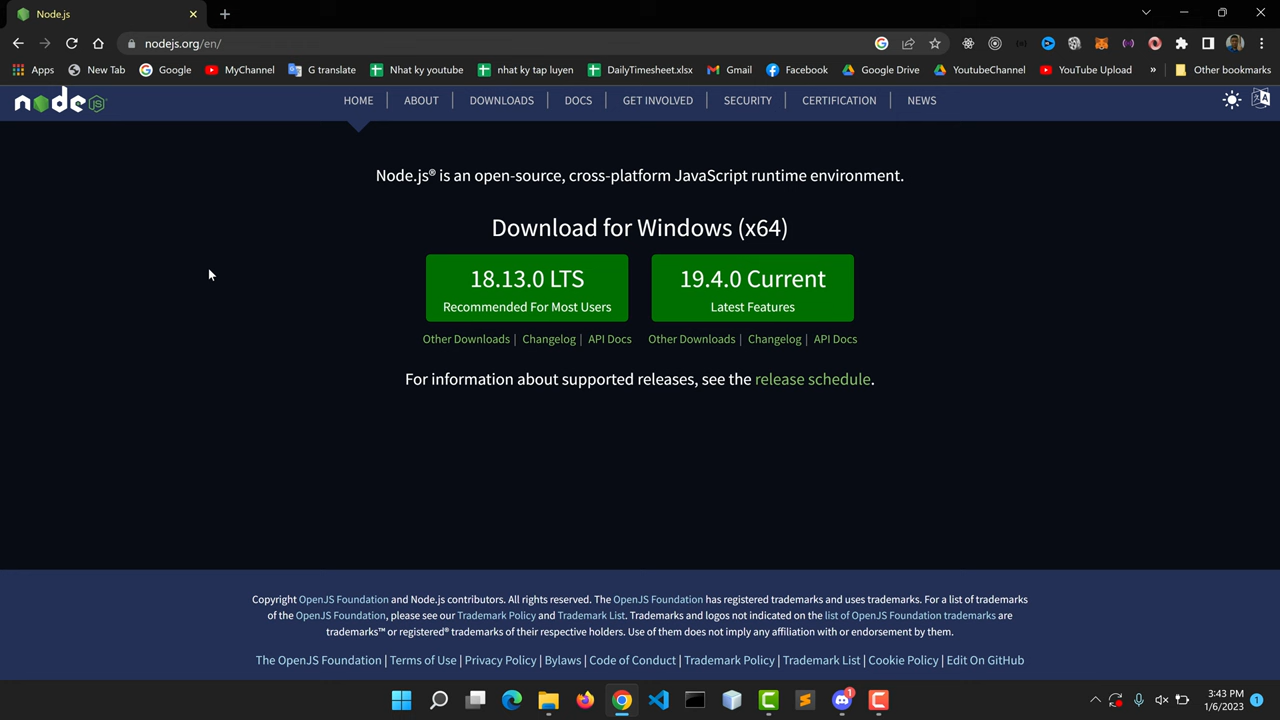 Node.js
nodejs.org/en/
Apps New Tab Google MyChannel G translate Nhat ky youtube nhat ky tap luyen DailyTimesheet.xlsx Gmail Facebook Google Drive YoutubeChannel YouTube Upload » Other bookmarks
node JS
HOME ABOUT DOWNLOADS DOCS GET INVOLVED SECURITY CERTIFICATION NEWS
Node.js® is an open-source, cross-platform JavaScript runtime environment.
Download for Windows (x64)
18.13.0 LTS 19.4.0 Current
Recommended For Most Users Latest Features
Other Downloads | Changelog | API Docs Other Downloads | Changelog | API Docs
For information about supported releases, see the release schedule.
Copyright OpenJS Foundation and Node.js contributors. All rights reserved. The OpenJS Foundation has registered trademarks and uses trademarks. For a list of trademarks
of the OpenJS Foundation, please see our Trademark Policy and Trademark List. Trademarks and logos not indicated on the list of OpenJS Foundation trademarks are
trademarks™ or registered® trademarks of their respective holders. Use of them does not imply any affiliation with or endorsement by them.
The OpenJS Foundation | Terms of Use | Privacy Policy | Bylaws | Code of Conduct | Trademark Policy | Trademark List | Cookie Policy | Edit On GitHub
3:43 PM
1/6/2023